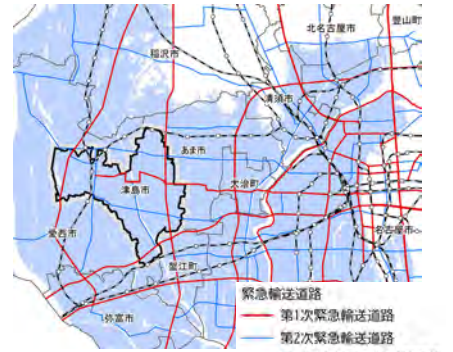 豊山町
北名古屋市
稲沢市
清須市
あま市
大治町
津島市
愛西市
名古屋市
蟹江町
弥富市
緊急輸送道路
第1次緊急輸送道路
第2次緊急輸送道路